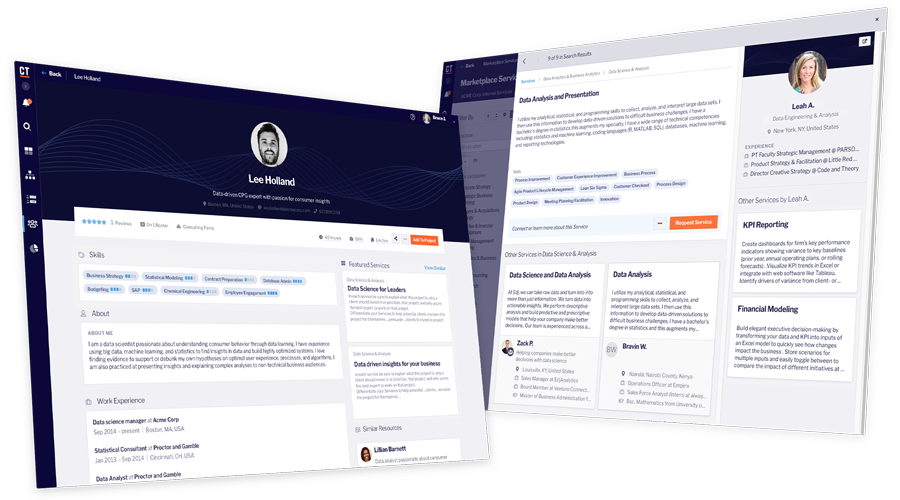 CT
Back
Lee Holland
Bruce J.
Lee Holland
Data-driven CPG expert with passion for consumer insights
Boston, MA, United States
1 Reviews
On 1 Roster
Consulting Firms
Add To Project
Skills
Business Strategy
Statistical Modeling
Contract Preparation
Database Admin
Budgeting
SAP
Chemical Engineering
Employee Engagement
About
ABOUT ME
I am a data scientist passionate about understanding consumer behavior through data learning. I have experience
using big data, machine learning, and statistics to find insights in data and build highly optimized systems. I love
finding evidence to support or debunk my own hypotheses on optimal user experience, processes, and algorithms. I
am also practiced at presenting insights and explaining complex analyses to non-technical business audiences.
Work Experience
Data science manager at Acme Corp
Sep 2014 - present | Boston, MA, USA
Statistical Consultant at Proctor and Gamble
Jan 2013 - Sep 2014 | Cincinnati, OH, USA
Data Analyst at Proctor and Gamble
Featured Services
View Similar
Data Science & Analysis
Data Science for Leaders
Data Science & Analysis
Data driven insights for your business
Similar Resources
Lillian Barnett
Data analyst passionate about consumer
CT
Back
Marketplace Services
9 of 9 in Search Results
Services / Data Analytics & Business Analytics / Data Science & Analysis
Data Analysis and Presentation
I utilize my analytical, statistical, and programming skills to collect, analyze, and interpret large data sets. I
then use this information to develop data-driven solutions to difficult business challenges. I have a
bachelor's degree in statistics this augments my specialty. I have a wide range of technical competencies
including statistics and machine learning, coding languages (R, MATLAB, SQL), databases, machine learning,
and reporting technologies.
Skills
Process Improvement
Customer Experience Improvement
Business Process
Agile Product Lifecycle Management
Lean Six Sigma
Customer Checkout
Process Design
Product Design
Meeting Planning/Facilitation
Innovation
Connect or learn more about this Service
Request Service
Other Services in Data Science & Analysis
Data Science and Data Analysis
At Edj, we can take raw data and turn into into
more than just information. We turn data into
actionable insights. We perform descriptive
analysis and build predictive and prescriptive
models that help your company make better
decisions. Our team is experienced across a...
Zack P.
Helping companies make better
decisions with data science
Louisville, KY, United States
Sales Manager at EdjAnalytics
Board Member at Venture Connect...
Master of Business Administration f...
Data Analysis
I utilize my analytical, statistical, and
programming skills to collect, analyze,
and interpret large data sets. I then use
this information to develop data-driven
solutions to difficult business
challenges. I have a bachelor's degree
in statistics and this augments my...
BW
Bravin W.
Nairobi, Nairobi County, Kenya
Operations Officer at Empirix
Sales Force Analyst (Intern) at alway...
Bsc, Mathematics from University o...
Leah A.
Data Engineering & Analysis
New York, NY, United States
EXPERIENCE
PT Faculty Strategic Management @ PARSO...
Product Strategy & Facilitation @ Little Red ..
Director Creative Strategy @ Code and Theory
Other Services by Leah A.
KPI Reporting
Create dashboards for firm's key performance
indicators showing variance to key baselines
(prior year, annual operating plans, or rolling
forecasts). Visualize KPI trends in Excel or
integrate with web software like Tableau.
Identify drivers of variance from client- or...
Financial Modeling
Build elegant executive decision-making by
transforming your data and KPI into inputs of
an Excel model to quickly see how changes
impact the business . Store scenarios for
multiple inputs and easily toggle between to
compare the impact of different initiatives at ...